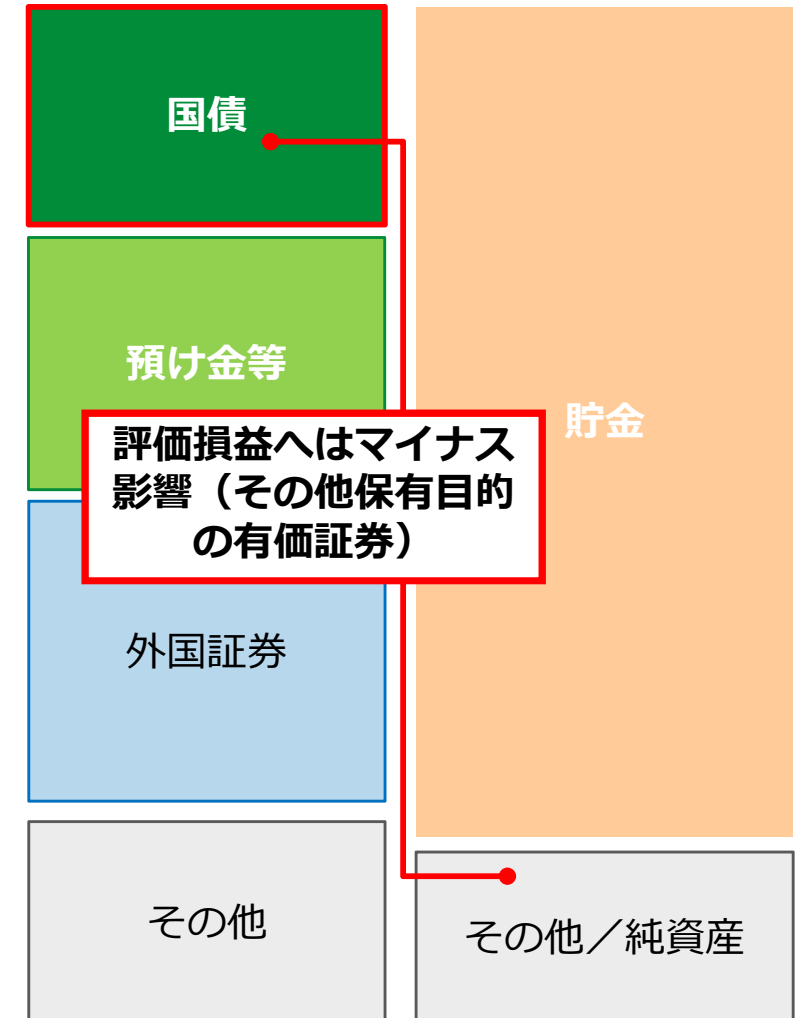 国債
預け金等
貯金
評価損益へはマイナス
影響（その他保有目的
の有価証券）
外国証券
その他
その他／純資産